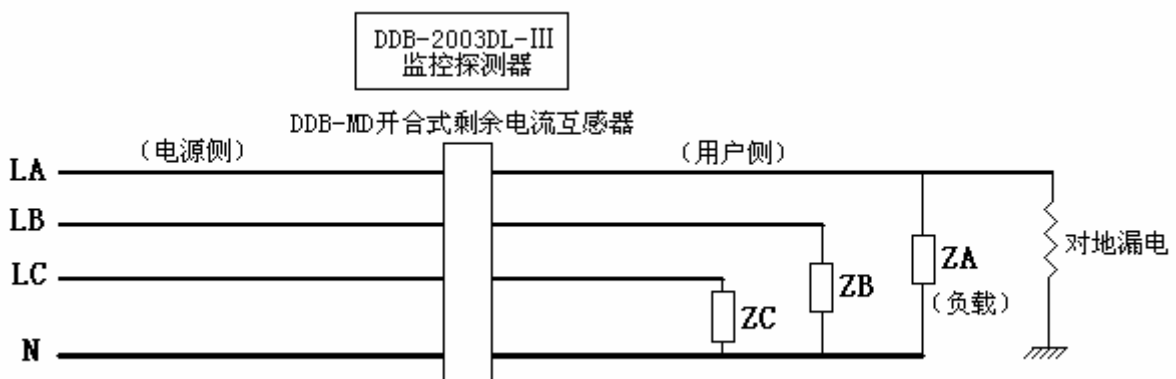 DDB-2003DL-III
监控探测器
DDB-MD开合式剩余电流互感器
（电源侧）
（用户侧）
LA
LB
LC
N
ZC
ZB
ZA
（负载）
对地漏电